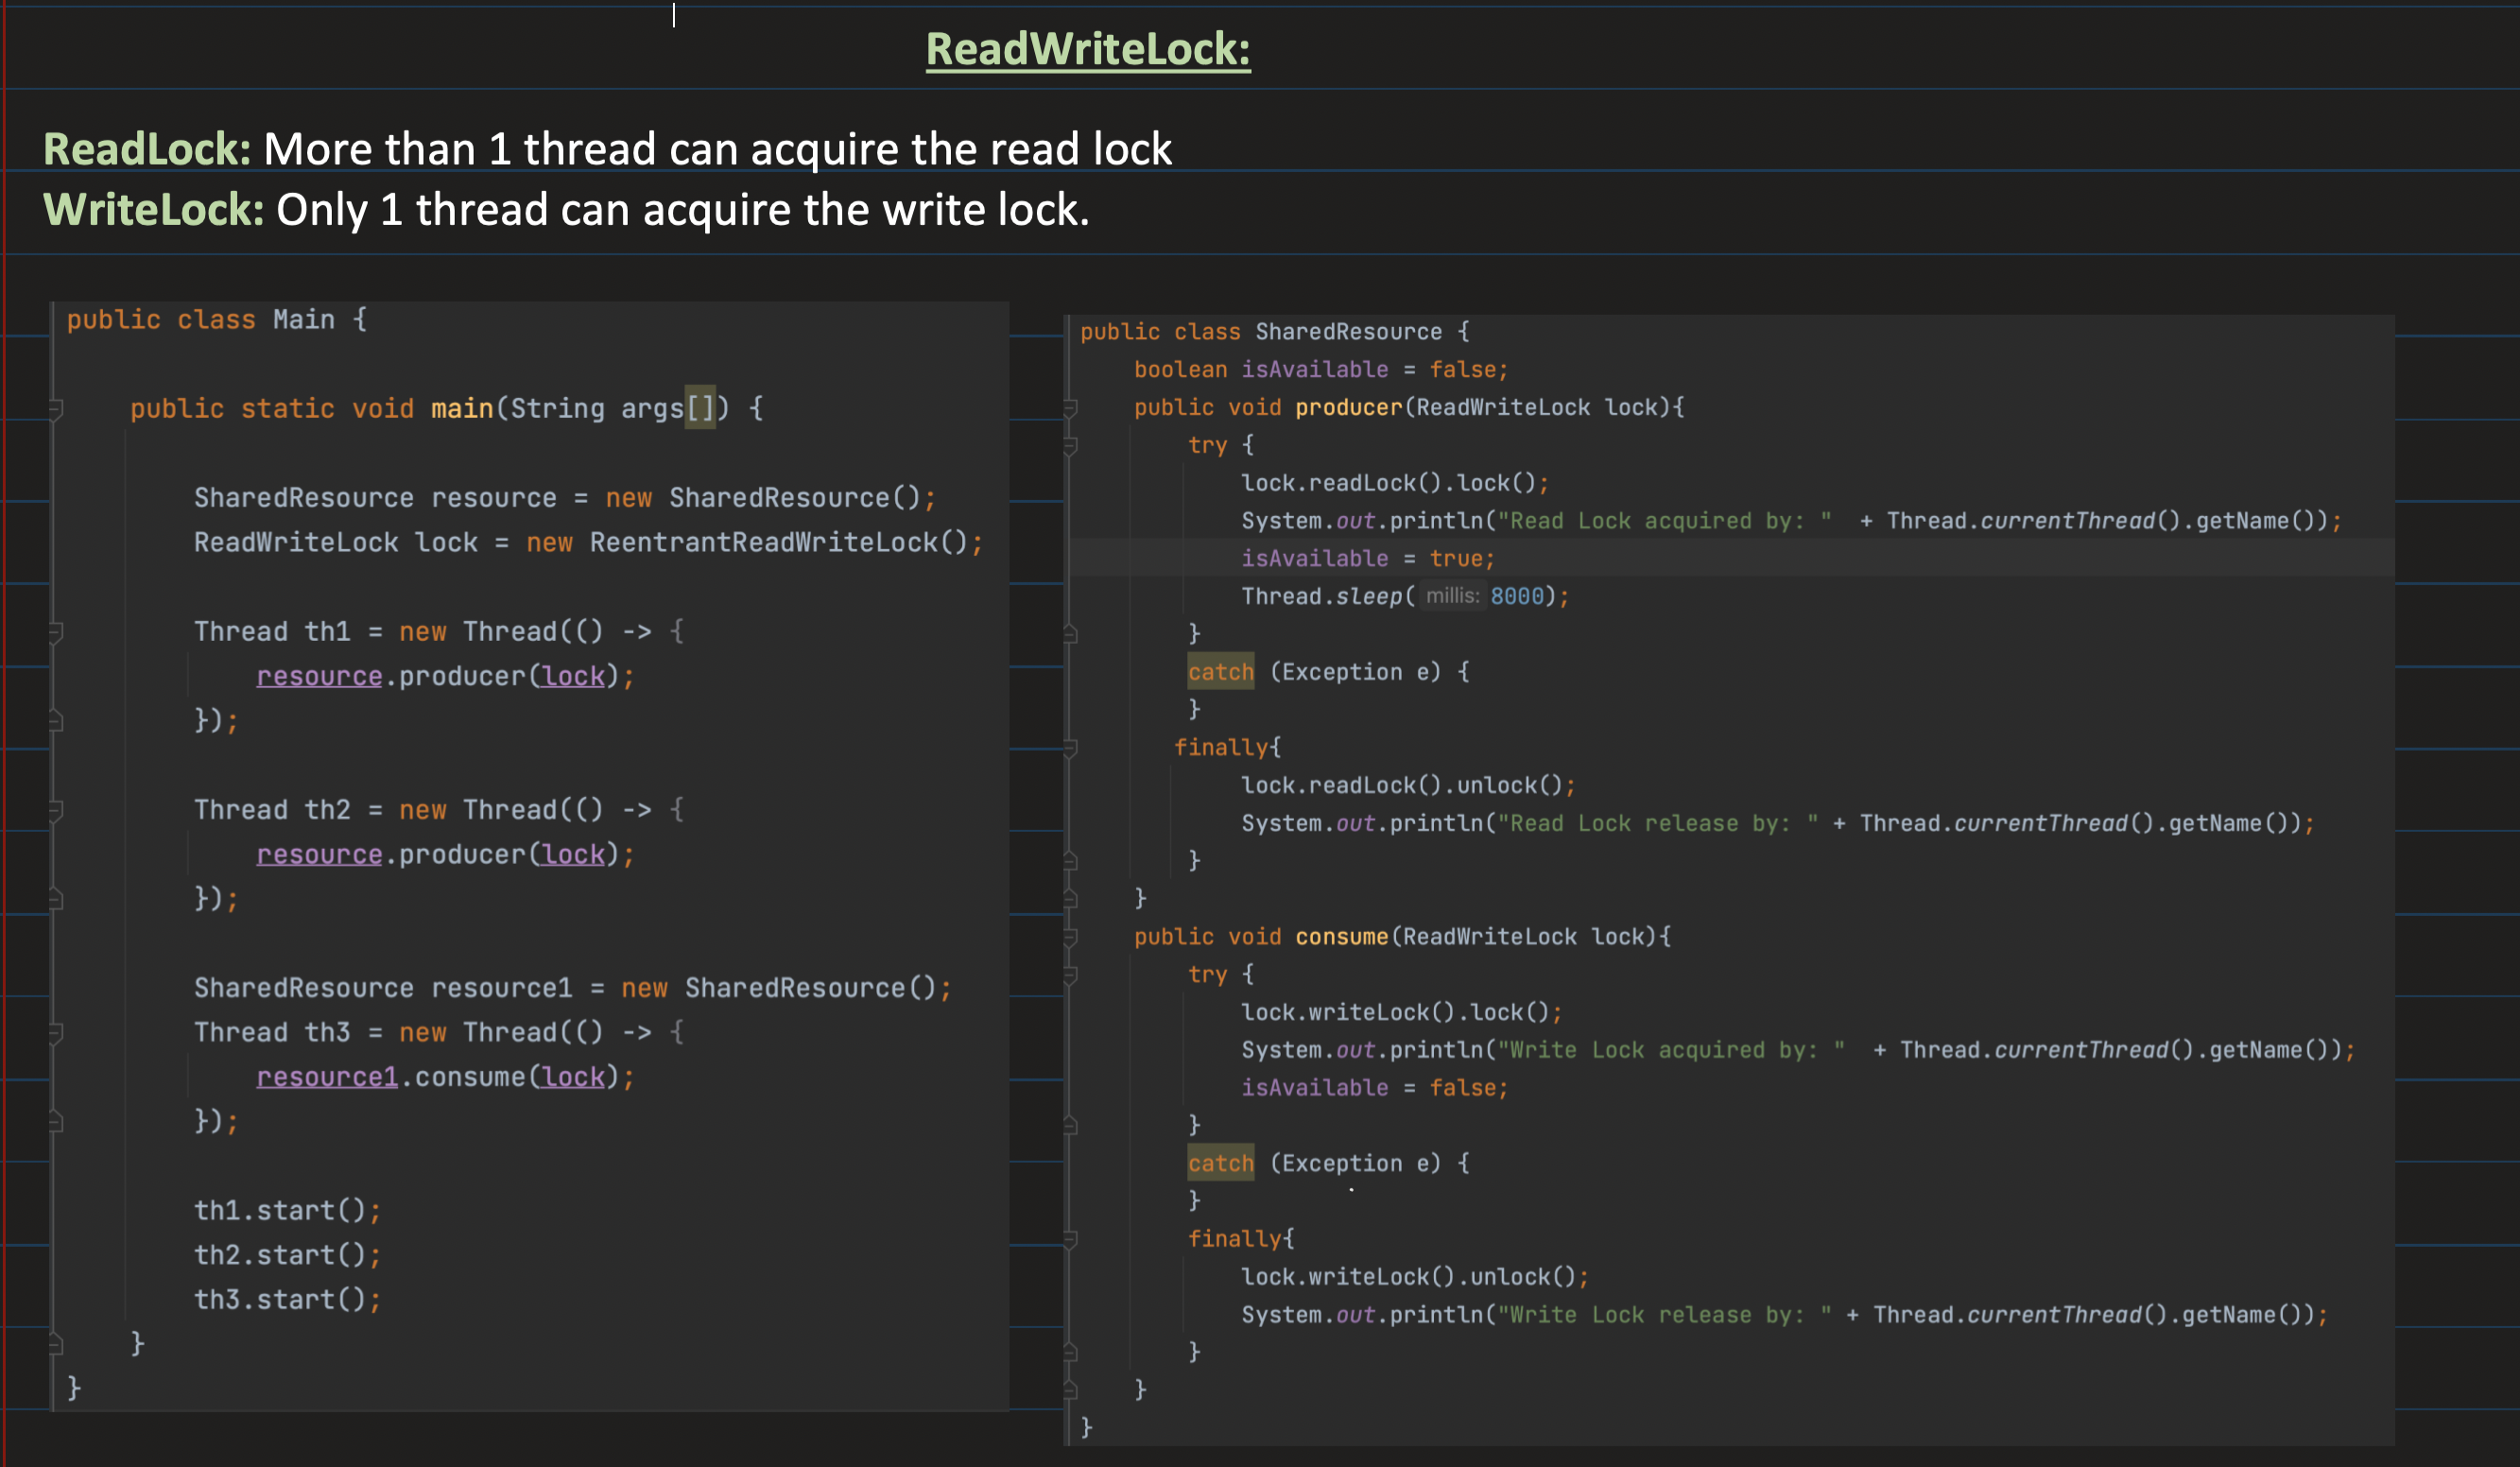 ReadWriteLock:
ReadLock: More than 1 thread can acquire the read lock
WriteLock: Only 1 thread can acquire the write lock.
public class Main {
public static void main(String args[]) {
SharedResource resource = new SharedResource();
ReadWriteLock lock = new ReentrantReadWriteLock();
Thread th1 = new Thread(() -> {
resource.producer(lock);
});
Thread th2 = new Thread(() -> {
resource.producer(lock);
});
SharedResource resource1 = new SharedResource();
Thread th3 = new Thread(() -> {
resource1.consume(lock);
});
th1.start();
th2.start();
th3.start();
}
}
public class SharedResource {
boolean isAvailable = false;
public void producer(ReadWriteLock lock){
try {
lock.readLock().lock();
System.out.println("Read Lock acquired by: " + Thread.currentThread().getName());
isAvailable = true;
Thread.sleep( millis: 8000);
}
catch (Exception e) {
}
finally{
lock.readLock().unlock();
System.out.println("Read Lock release by: " + Thread.currentThread().getName());
}
}
public void consume(ReadWriteLock lock){
try {
lock.writeLock().lock();
System.out.println("Write Lock acquired by: " + Thread.currentThread().getName());
isAvailable = false;
}
catch (Exception e) {
}
finally{
lock.writeLock().unlock();
System.out.println("Write Lock release by: " + Thread.currentThread().getName());
}
}
}